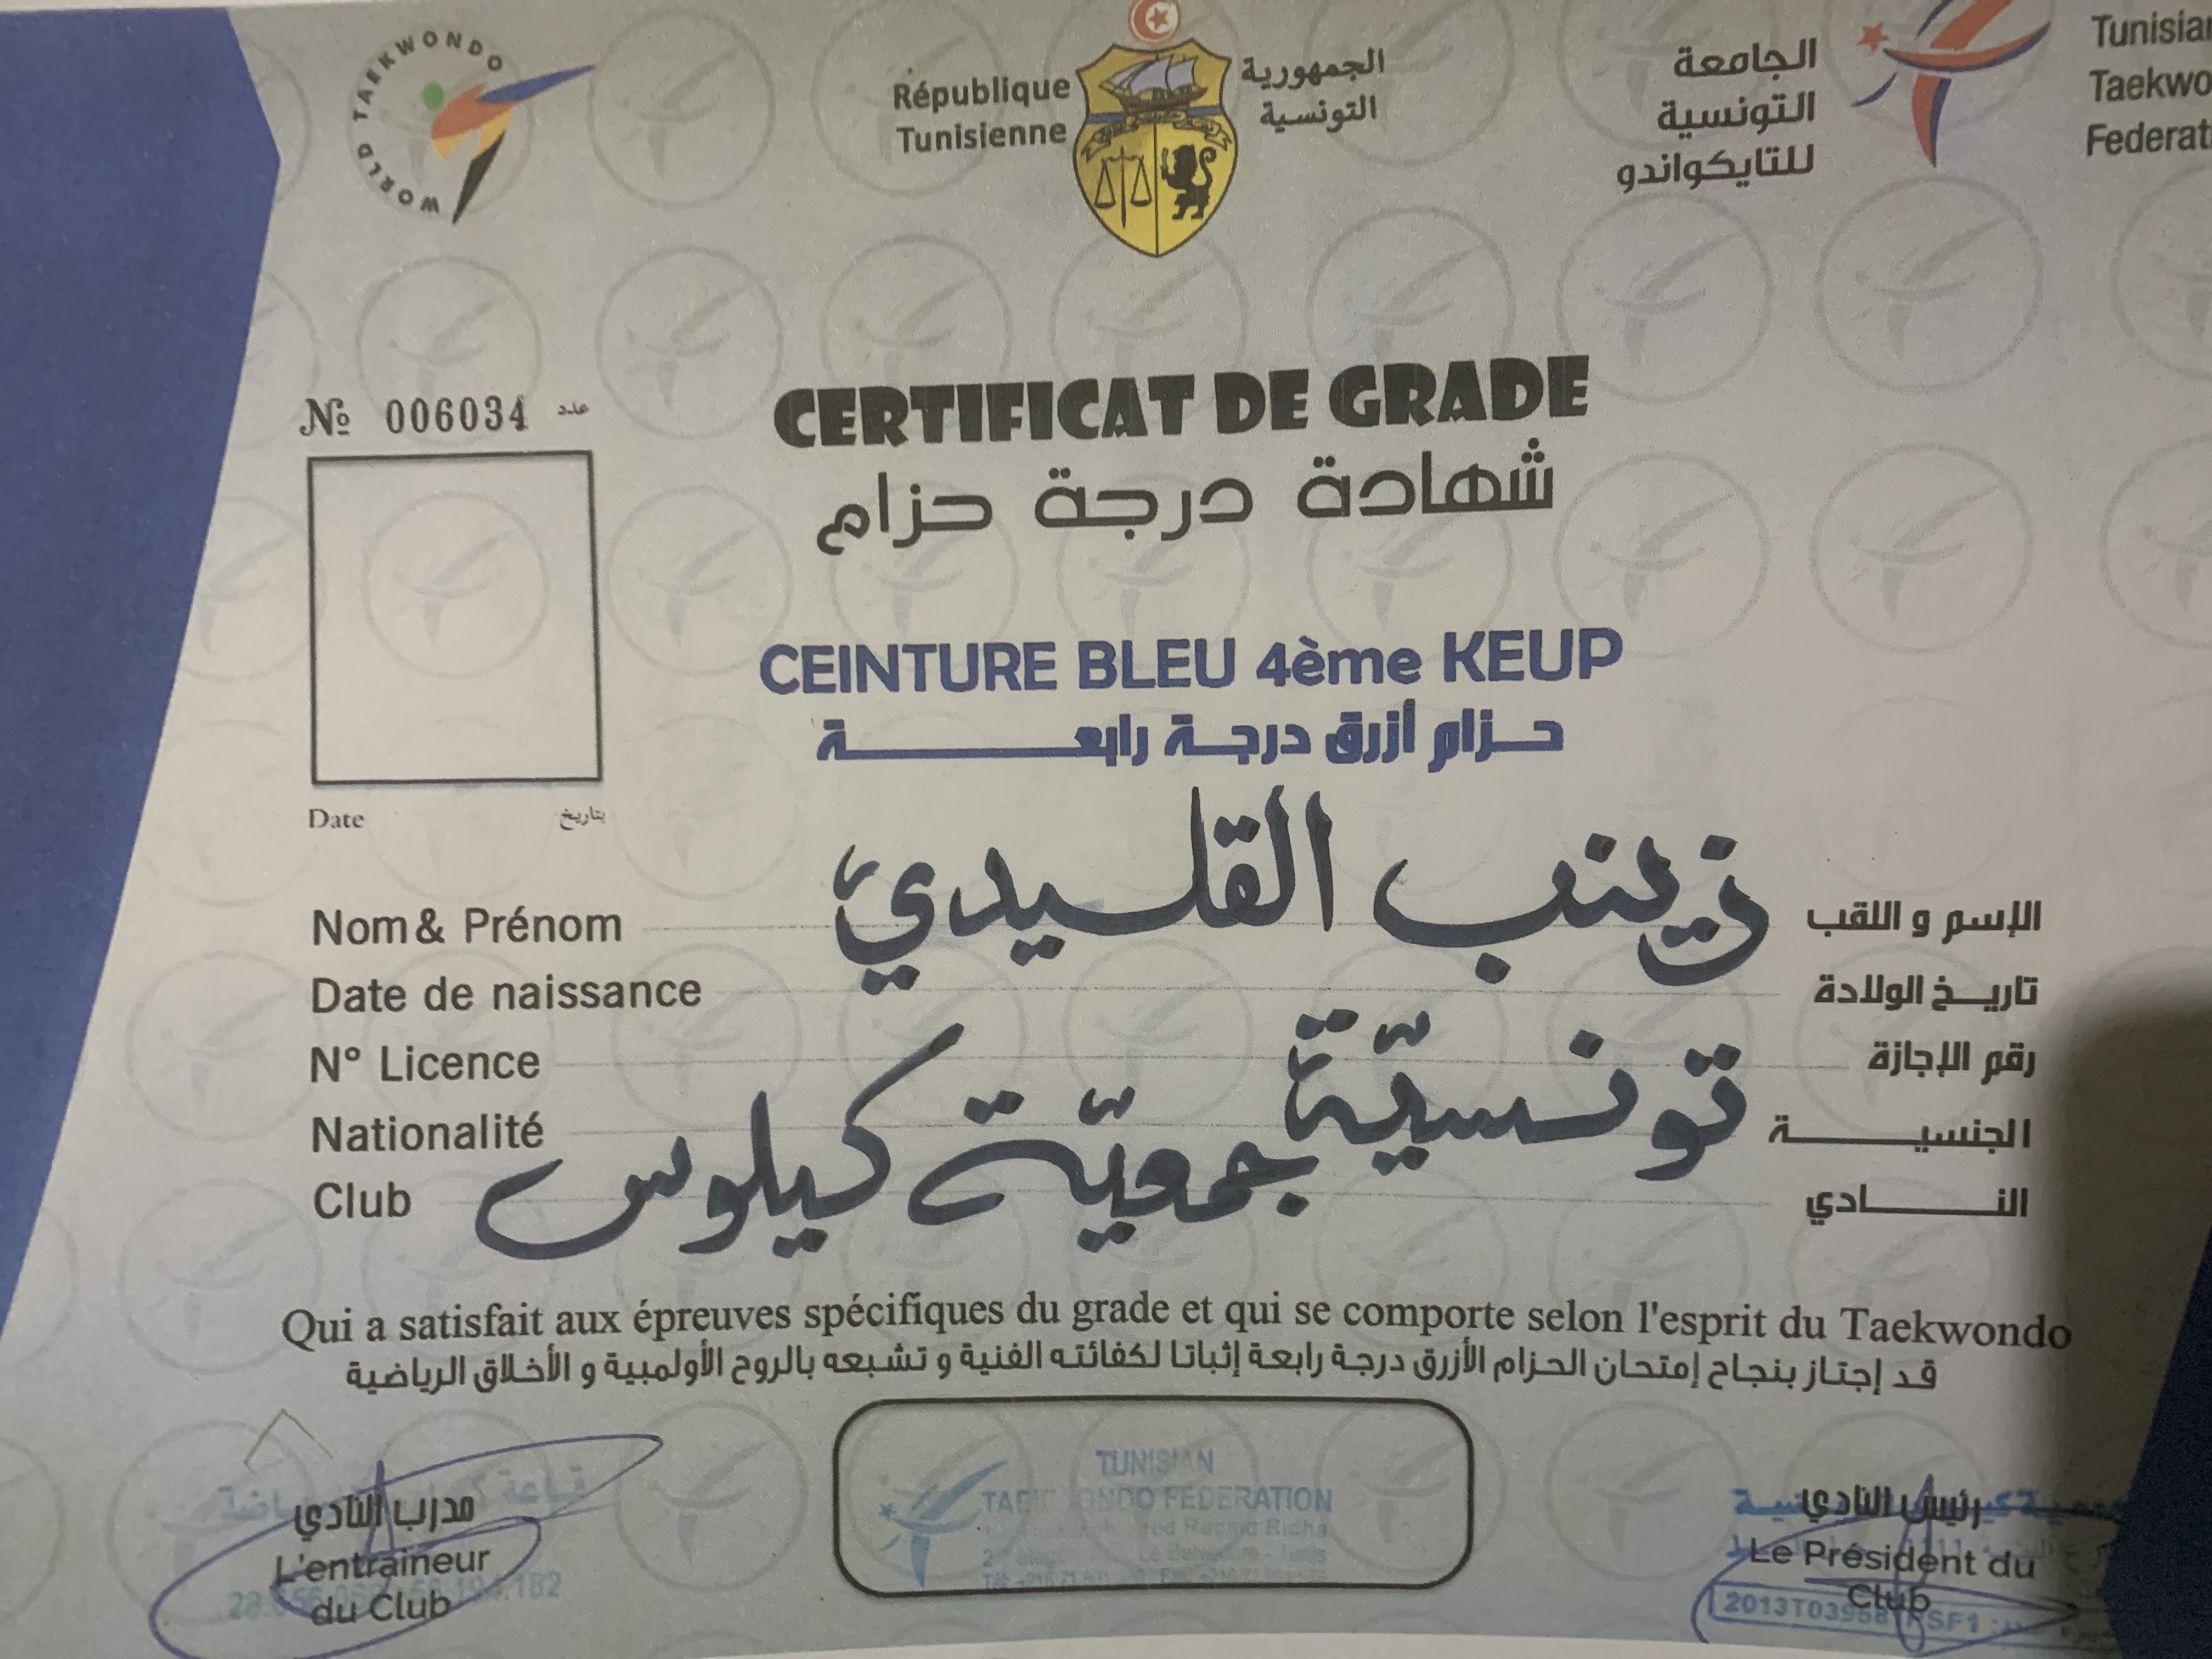 WORLD TAEKWONDO
République
Tunisienne
الجمهورية
التونسية
الجامعة
التونسية
للتايكواندو
Tunisian
Taekwo
Federat
№ 006034 عدد
CERTIFICAT DE GRADE
شهادة درجة حزام
CEINTURE BLEU 4ème KEUP
حزام أزرق درجة رابعة
Date بتاريخ
Nom & Prénom زينب القليدي الإسم و اللقب
Date de naissance تاريخ الولادة
N° Licence رقم الإجازة
Nationalité تونسيّة الجنسية
Club جمعيّة كيلوس النادي
Qui a satisfait aux épreuves spécifiques du grade et qui se comporte selon l'esprit du Taekwondo
قد إجتاز بنجاح إمتحان الحزام الأزرق درجة رابعة إثباتا لكفائته الفنية و تشبعه بالروح الأولمبية و الأخلاق الرياضية
مدرب النادي
L'entraineur
du Club
TUNISIAN
TAEKWONDO FEDERATION
رئيس النادي
Le Président du
Club